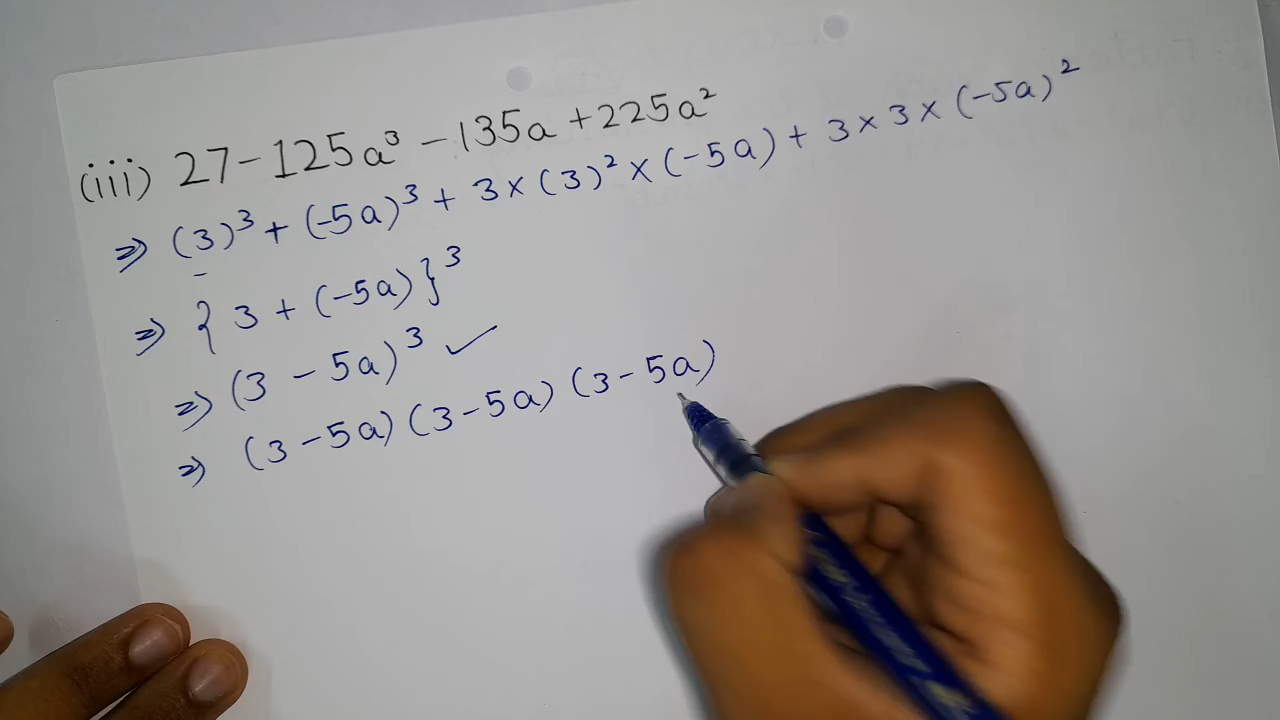 (iii) 27 - 125a³ - 135a + 225a²
⇒ (3)³ + (-5a)³ + 3 × (3)² × (-5a) + 3 × 3 × (-5a)²
⇒ { 3 + (-5a) }³
⇒ (3 - 5a)³ ✓
⇒ (3 - 5a) (3 - 5a) (3 - 5a)